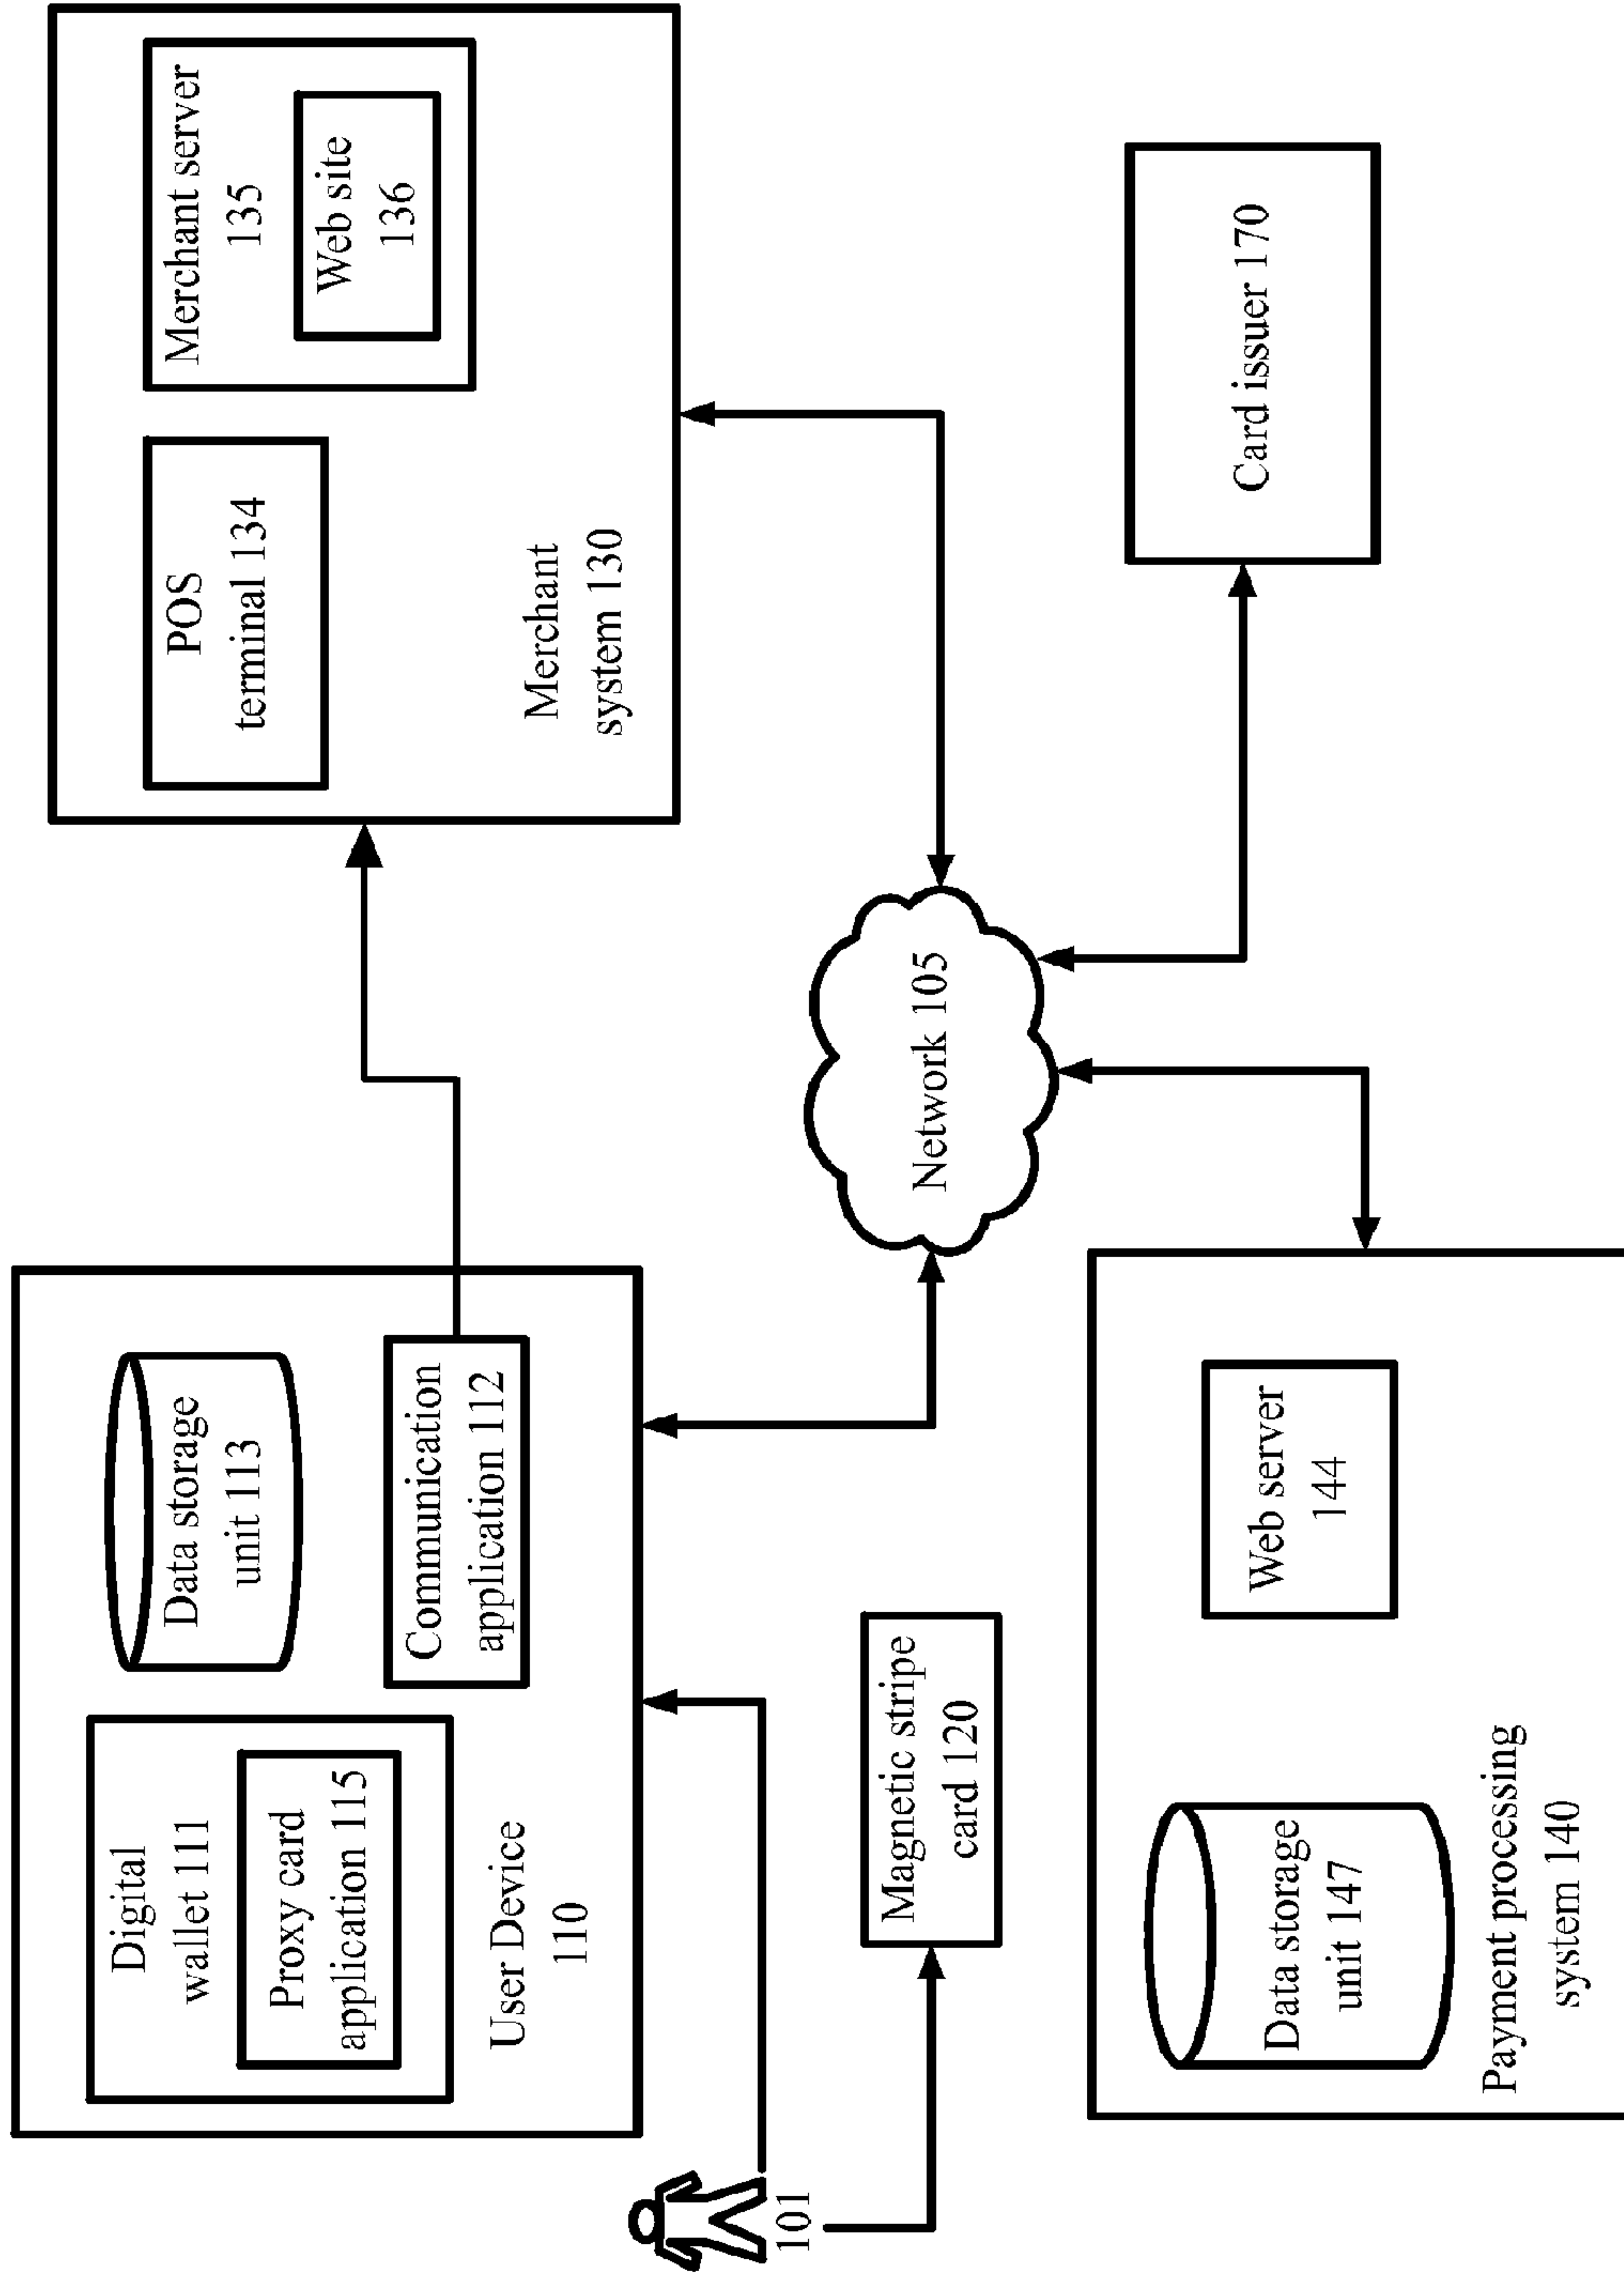 Digital
wallet 111
Proxy card
application 115
Data storage
unit 113
Communication
application 112
User Device
110
POS
terminal 134
Merchant server
135
Web site
136
Merchant
system 130
101
Magnetic stripe
card 120
Network 105
Card issuer 170
Data storage
unit 147
Web server
144
Payment processing
system 140